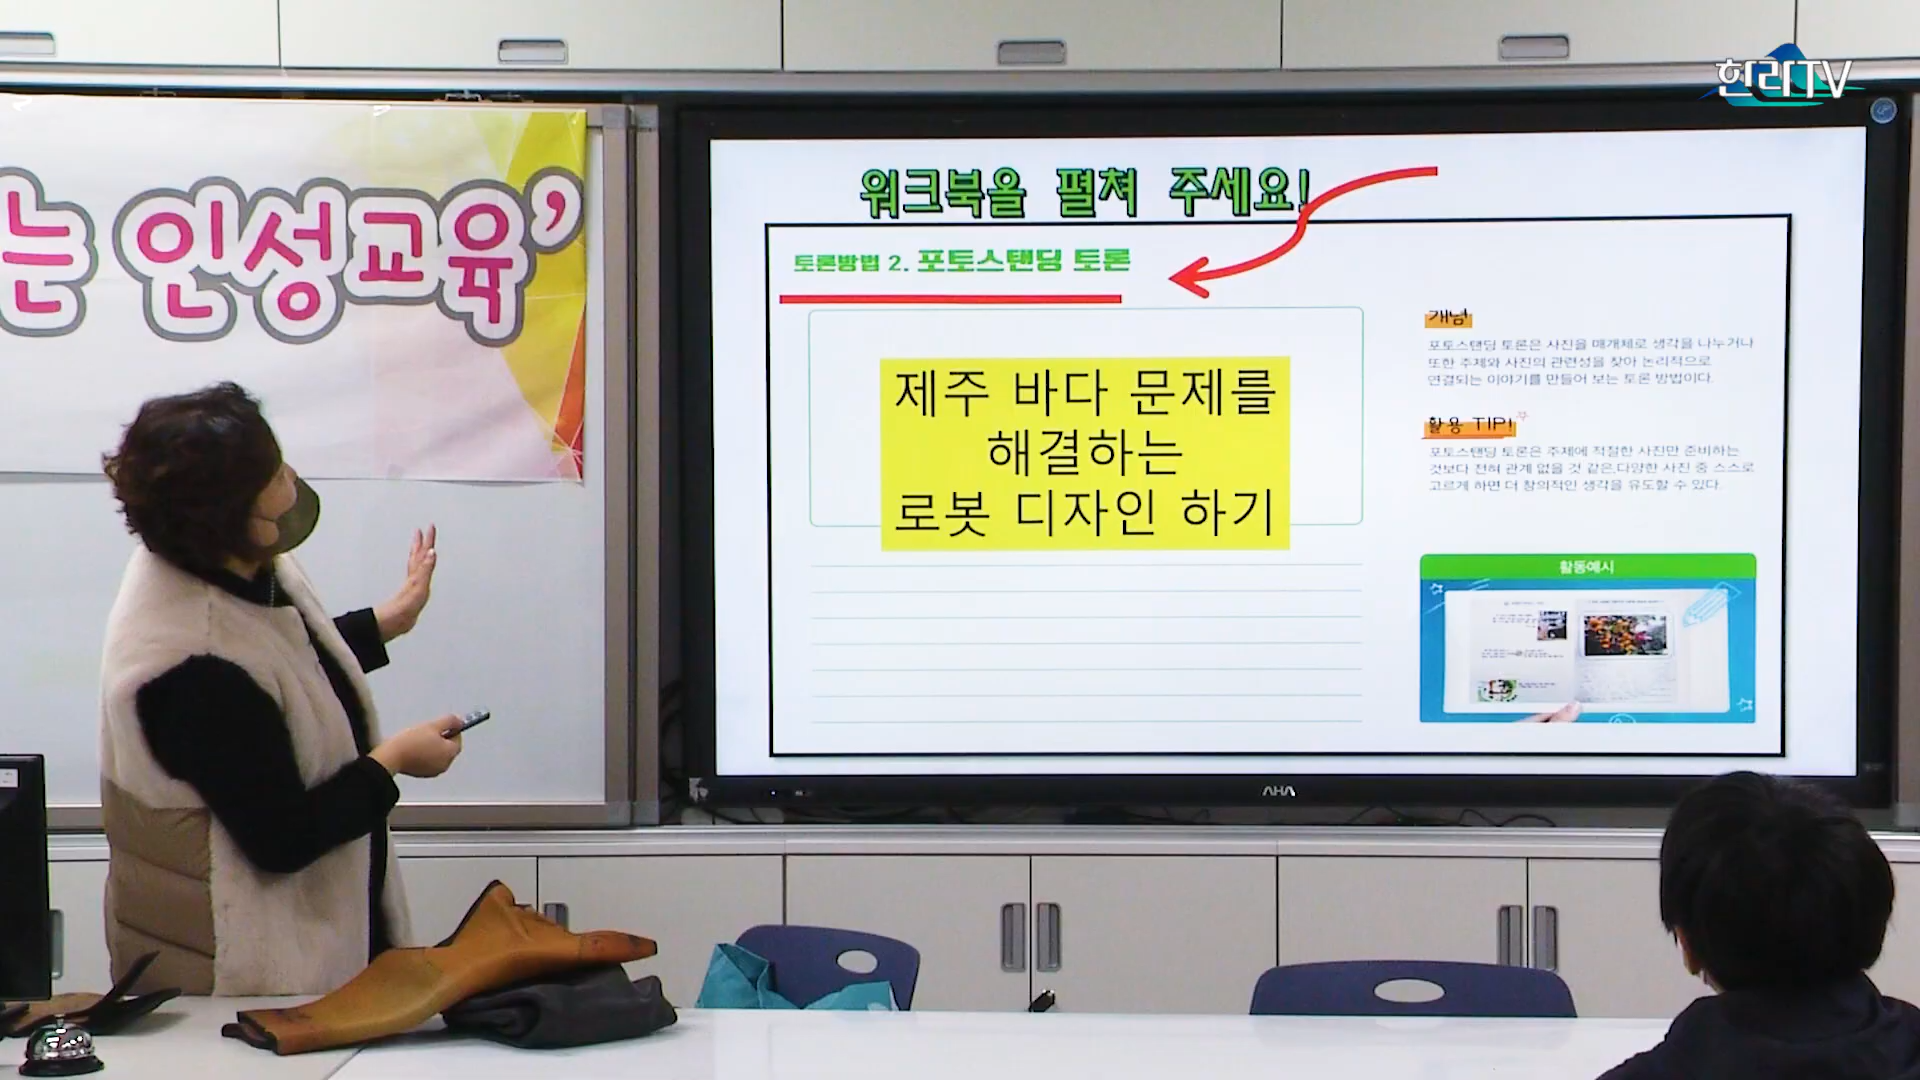 한라TV
는 인성교육’
워크북을 펼쳐 주세요!
토론방법 2. 포토스탠딩 토론
제주 바다 문제를
해결하는
로봇 디자인 하기
개념
포토스탠딩 토론은 사진을 매개체로 생각을 나누거나
또한 주제와 사진의 관련성을 찾아 논리적으로
연결되는 이야기를 만들어 보는 토론 방법이다.
활용 TIP!
포토스탠딩 토론은 주제에 적절한 사진만 준비하는
것보다 전혀 관계 없을 것 같은,다양한 사진 중 스스로
고르게 하면 더 창의적인 생각을 유도할 수 있다.
활동예시
AHA